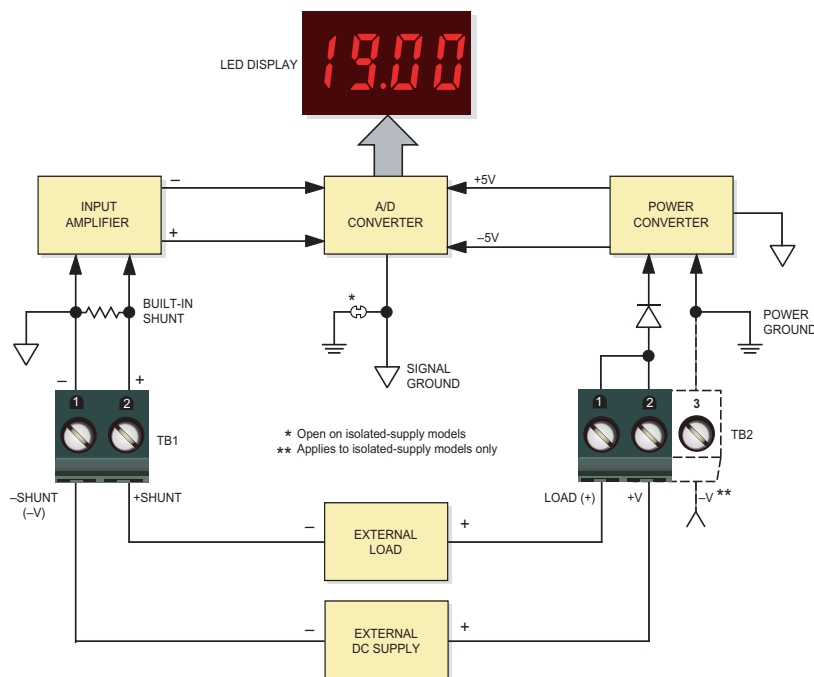 LED DISPLAY
19.00
INPUT
AMPLIFIER
–
+
A/D
CONVERTER
+5V
–5V
POWER
CONVERTER
BUILT-IN
SHUNT
*
SIGNAL
GROUND
POWER
GROUND
–
+
1
2
TB1
* Open on isolated-supply models
** Applies to isolated-supply models only
1
2
3
TB2
–SHUNT
(–V)
+SHUNT
LOAD (+)
+V
–V **
–
EXTERNAL
LOAD
+
–
EXTERNAL
DC SUPPLY
+